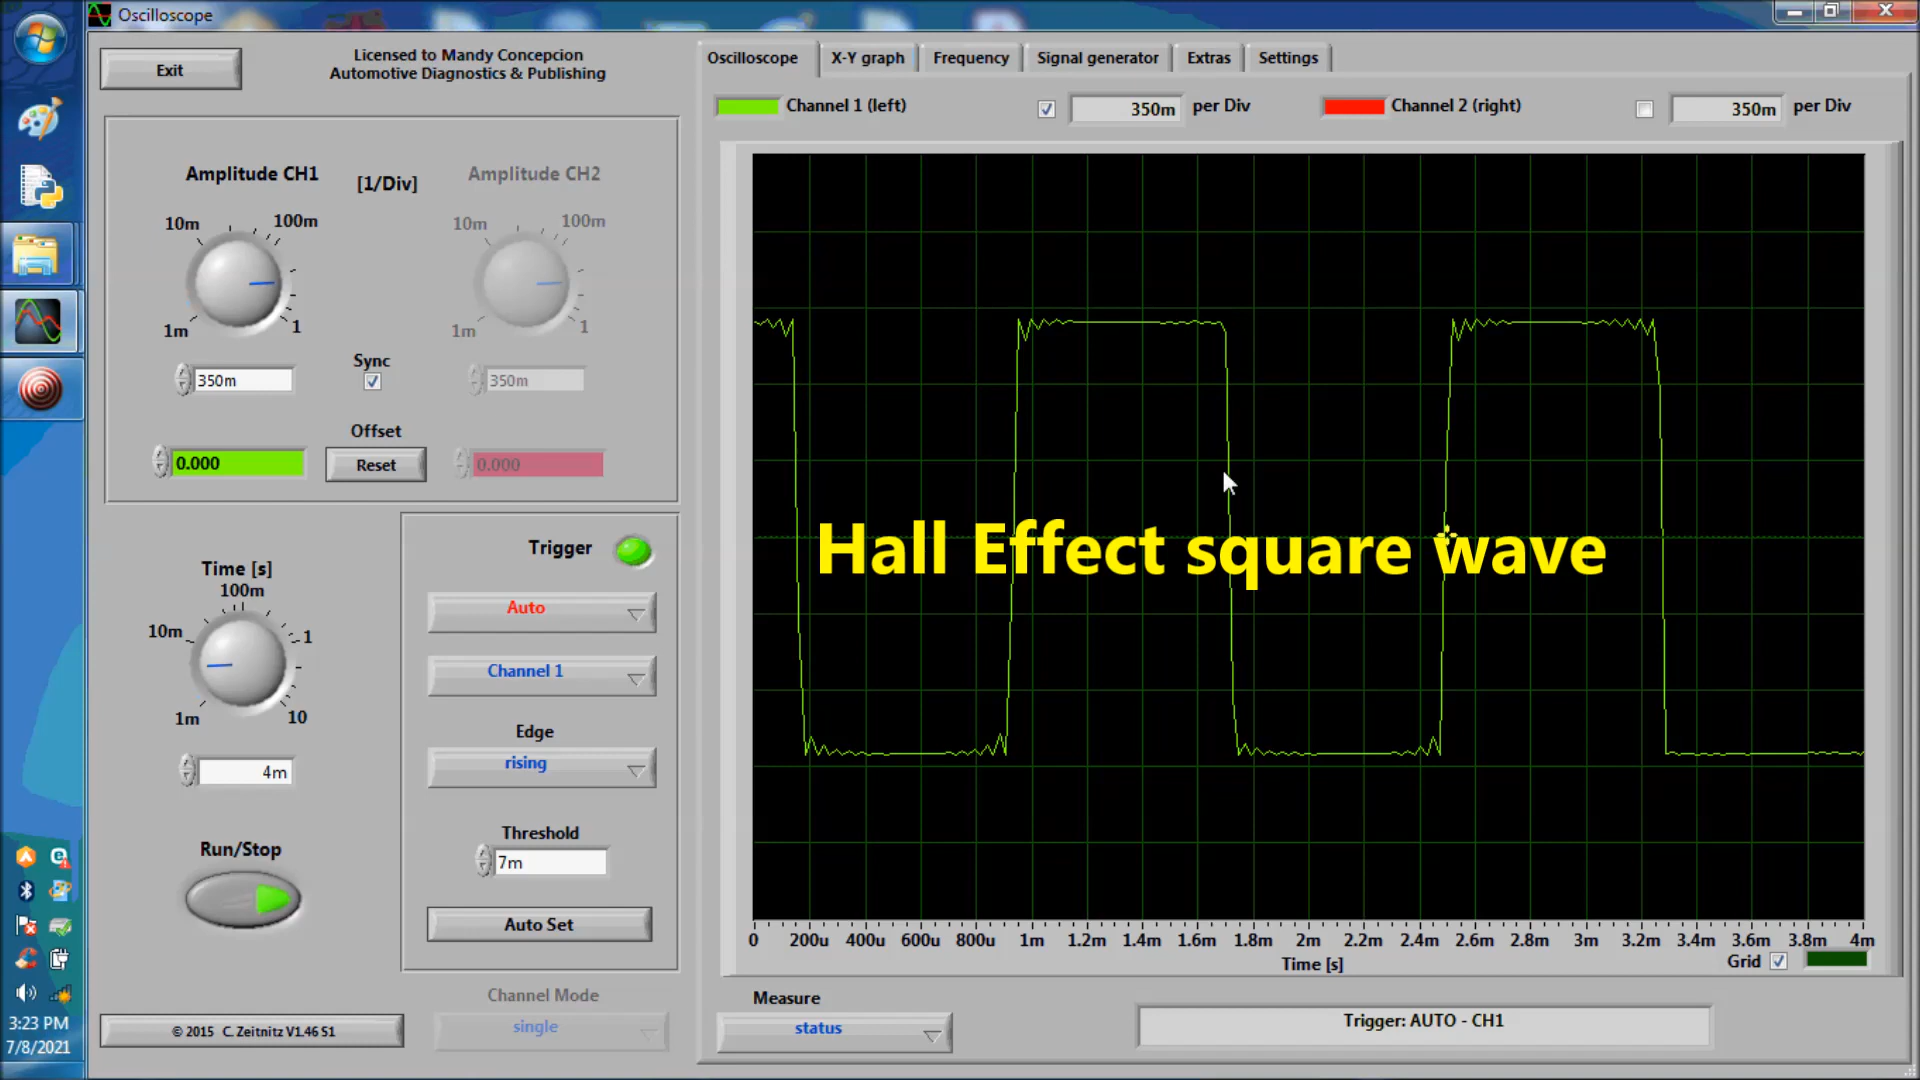 Oscilloscope
Exit
Licensed to Mandy Concepcion
Automotive Diagnostics & Publishing
Oscilloscope
X-Y graph
Frequency
Signal generator
Extras
Settings
Channel 1 (left)
350m
per Div
Channel 2 (right)
350m
per Div
Amplitude CH1
[1/Div]
Amplitude CH2
10m
100m
1m
1
10m
100m
1m
1
350m
Sync
350m
Offset
0.000
Reset
0.000
Hall Effect square wave
Time [s]
100m
10m
1
1m
10
4m
Run/Stop
Trigger
Auto
Channel 1
Edge
rising
Threshold
7m
Auto Set
Channel Mode
single
© 2015 C. Zeitnitz V1.46 S1
0 200u 400u 600u 800u 1m 1.2m 1.4m 1.6m 1.8m 2m 2.2m 2.4m 2.6m 2.8m 3m 3.2m 3.4m 3.6m 3.8m 4m
Time [s]
Grid
Measure
status
Trigger: AUTO - CH1
3:23 PM
7/8/2021